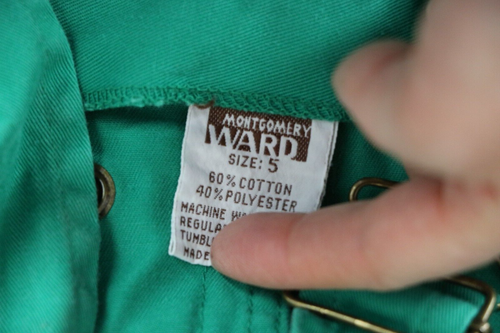 MONTGOMERY
WARD
SIZE: 5
60% COTTON
40% POLYESTER
MACHINE
REGULA
TUMBL
MADE